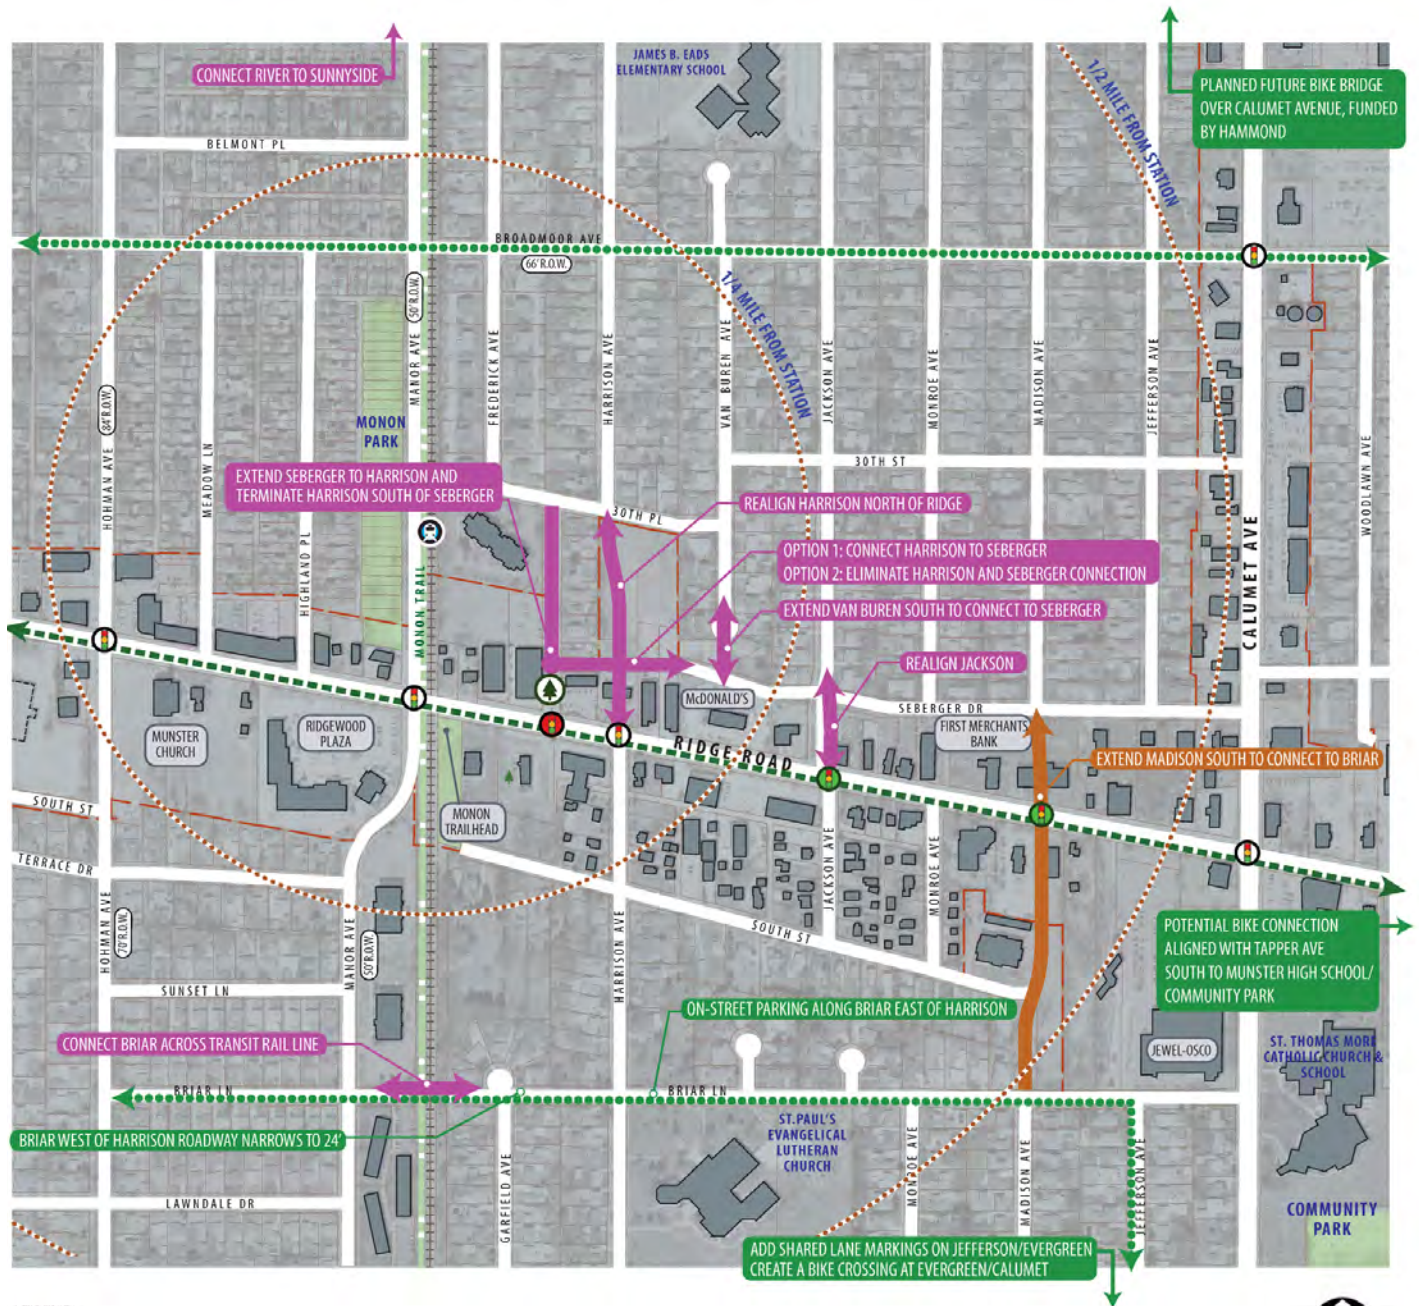 JAMES B. EADS
ELEMENTARY SCHOOL
CONNECT RIVER TO SUNNYSIDE
1/2 MILE FROM STATION
PLANNED FUTURE BIKE BRIDGE
OVER CALUMET AVENUE, FUNDED
BY HAMMOND
BELMONT PL
BROADMOOR AVE
66' R.O.W.
50' R.O.W.
1/4 MILE FROM STATION
MANOR AVE
FREDERICK AVE
HARRISON AVE
VAN BUREN AVE
JACKSON AVE
MONROE AVE
MADISON AVE
JEFFERSON AVE
84' R.O.W.
HOHMAN AVE
MEADOW LN
MONON
PARK
30TH ST
WOODLAWN AVE
EXTEND SEBERGER TO HARRISON AND
TERMINATE HARRISON SOUTH OF SEBERGER
REALIGN HARRISON NORTH OF RIDGE
30TH PL
CALUMET AVE
HIGHLAND PL
MONON TRAIL
OPTION 1: CONNECT HARRISON TO SEBERGER
OPTION 2: ELIMINATE HARRISON AND SEBERGER CONNECTION
EXTEND VAN BUREN SOUTH TO CONNECT TO SEBERGER
REALIGN JACKSON
McDONALD'S
SEBERGER DR
FIRST MERCHANTS
BANK
MUNSTER
CHURCH
RIDGEWOOD
PLAZA
RIDGE ROAD
EXTEND MADISON SOUTH TO CONNECT TO BRIAR
SOUTH ST
MONON
TRAILHEAD
TERRACE DR
JACKSON AVE
MONROE AVE
HOHMAN AVE
70' R.O.W.
MANOR AVE
50' R.O.W.
HARRISON AVE
SOUTH ST
POTENTIAL BIKE CONNECTION
ALIGNED WITH TAPPER AVE
SOUTH TO MUNSTER HIGH SCHOOL/
COMMUNITY PARK
SUNSET LN
ON-STREET PARKING ALONG BRIAR EAST OF HARRISON
CONNECT BRIAR ACROSS TRANSIT RAIL LINE
JEWEL-OSCO
ST. THOMAS MORE
CATHOLIC CHURCH &
SCHOOL
BRIAR LN
BRIAR LN
BRIAR WEST OF HARRISON ROADWAY NARROWS TO 24'
ST.PAUL'S
EVANGELICAL
LUTHERAN
CHURCH
GARFIELD AVE
MONROE AVE
MADISON AVE
JEFFERSON AVE
LAWNDALE DR
COMMUNITY
PARK
ADD SHARED LANE MARKINGS ON JEFFERSON/EVERGREEN
CREATE A BIKE CROSSING AT EVERGREEN/CALUMET